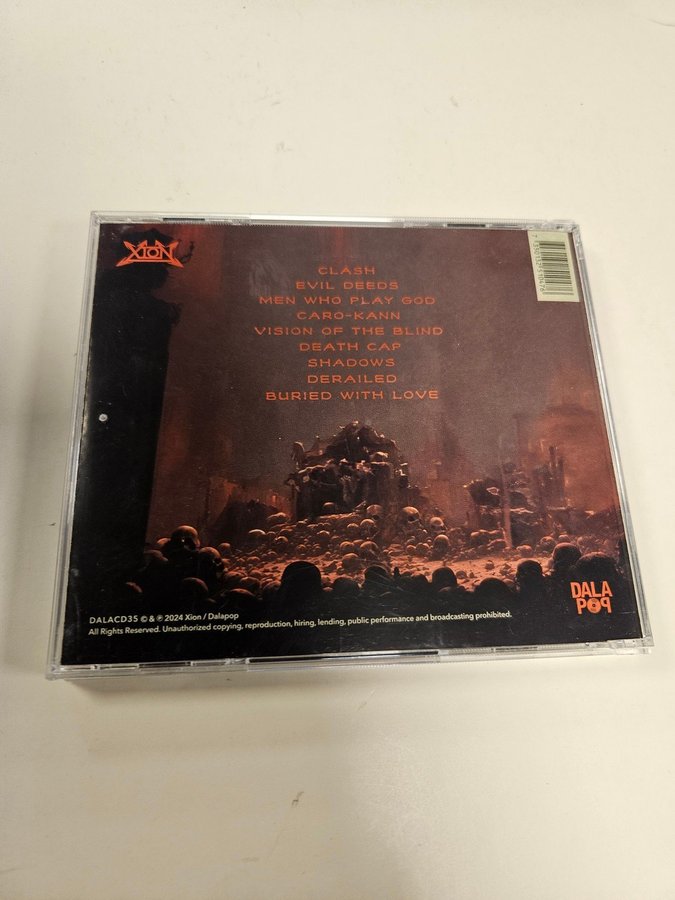 XION
CLASH
EVIL DEEDS
MEN WHO PLAY GOD
CARO-KANN
VISION OF THE BLIND
DEATH CAP
SHADOWS
DERAILED
BURIED WITH LOVE
DALA
POP
DALACD35 © & ℗ 2024 Xion / Dalapop
All Rights Reserved. Unauthorized copying, reproduction, hiring, lending, public performance and broadcasting prohibited.